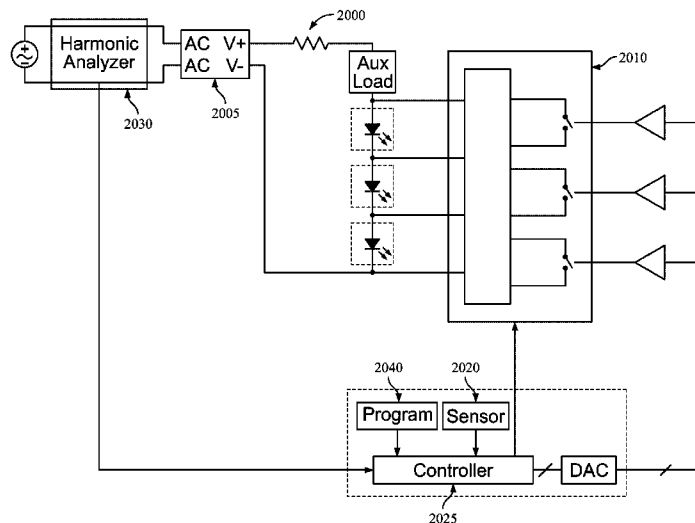 2000
Harmonic
Analyzer
2030
AC V+
AC V-
2005
Aux
Load
2010
2040
2020
Program
Sensor
Controller
DAC
2025